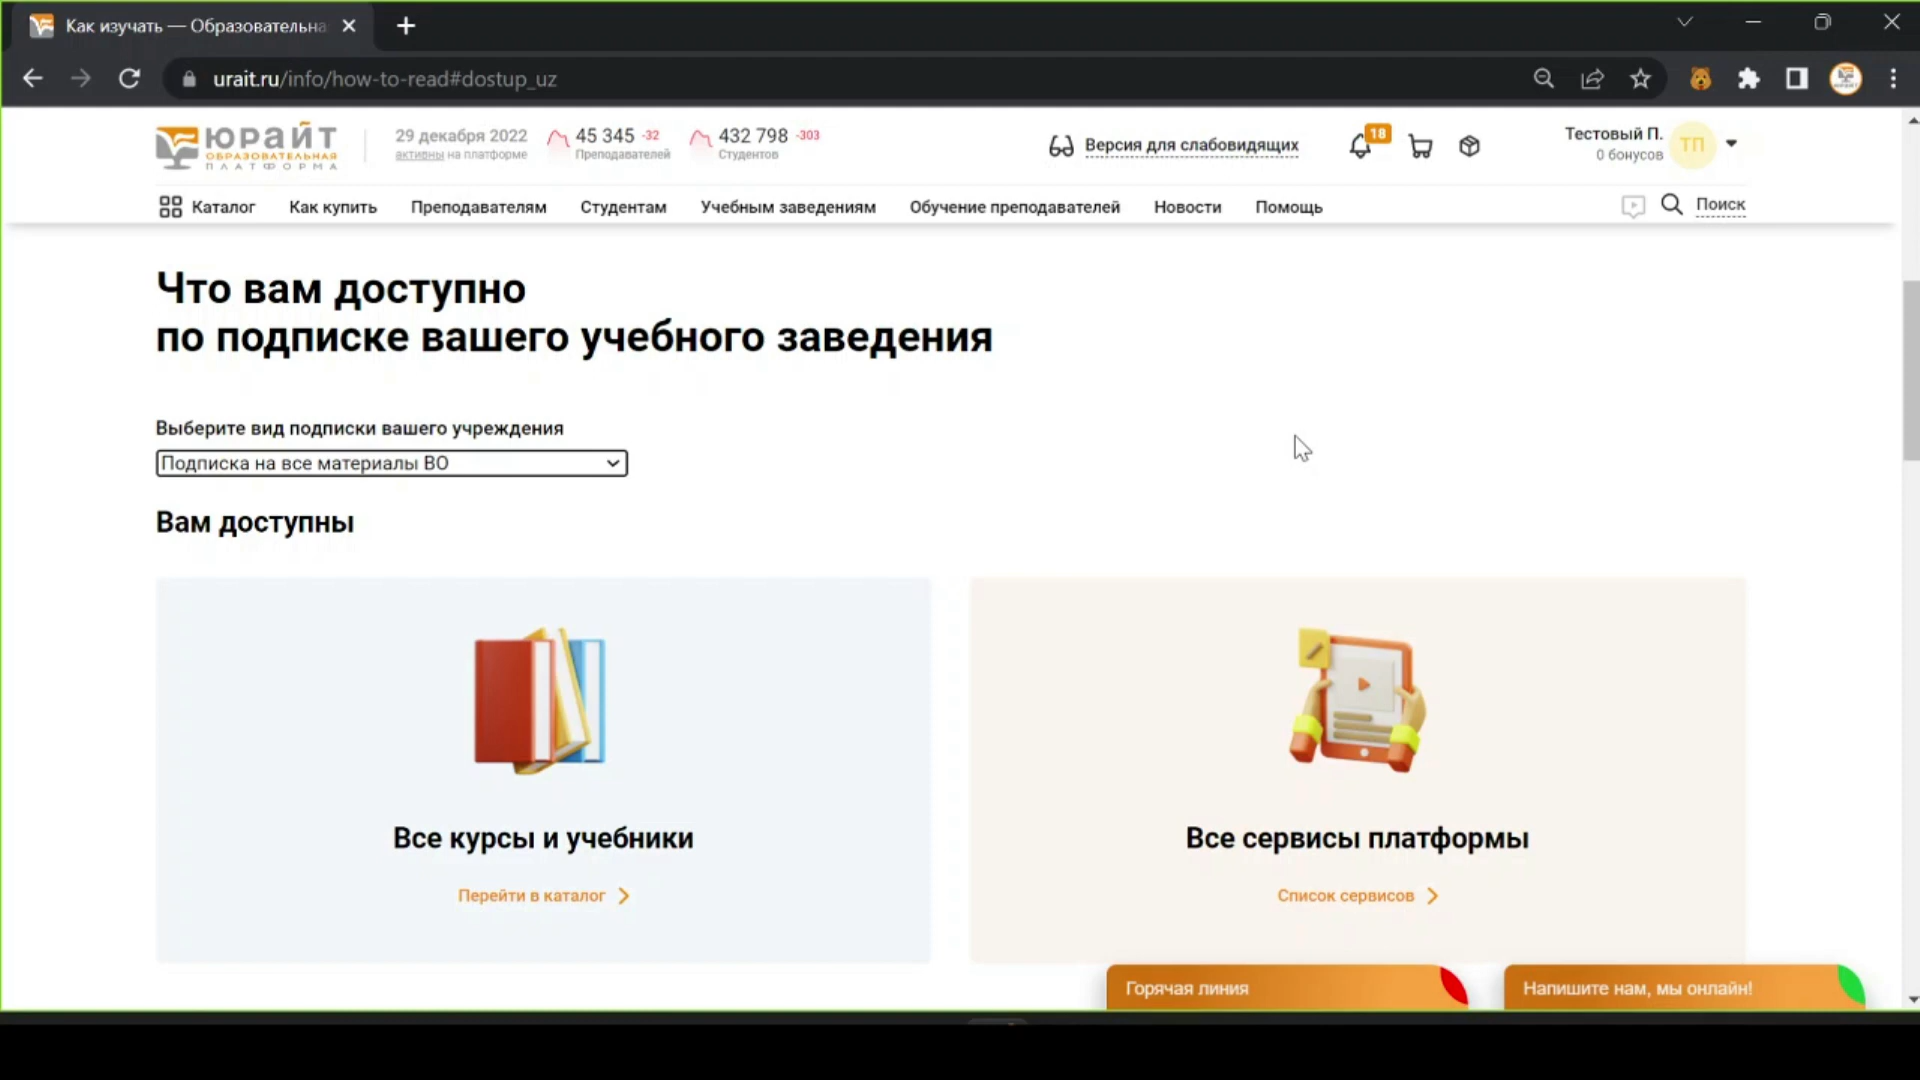 Как изучать — Образовательна
urait.ru/info/how-to-read#dostup_uz
ЮРАЙТ
ОБРАЗОВАТЕЛЬНАЯ
ПЛАТФОРМА
29 декабря 2022
активны на платформе
45 345 -32
Преподавателей
432 798 -303
Студентов
Версия для слабовидящих
18
Тестовый П.
0 бонусов
ТП
Каталог Как купить Преподавателям Студентам Учебным заведениям Обучение преподавателей Новости Помощь Поиск
Что вам доступно
по подписке вашего учебного заведения
Выберите вид подписки вашего учреждения
Подписка на все материалы ВО
Вам доступны
Все курсы и учебники
Перейти в каталог
Все сервисы платформы
Список сервисов
Горячая линия
Напишите нам, мы онлайн!